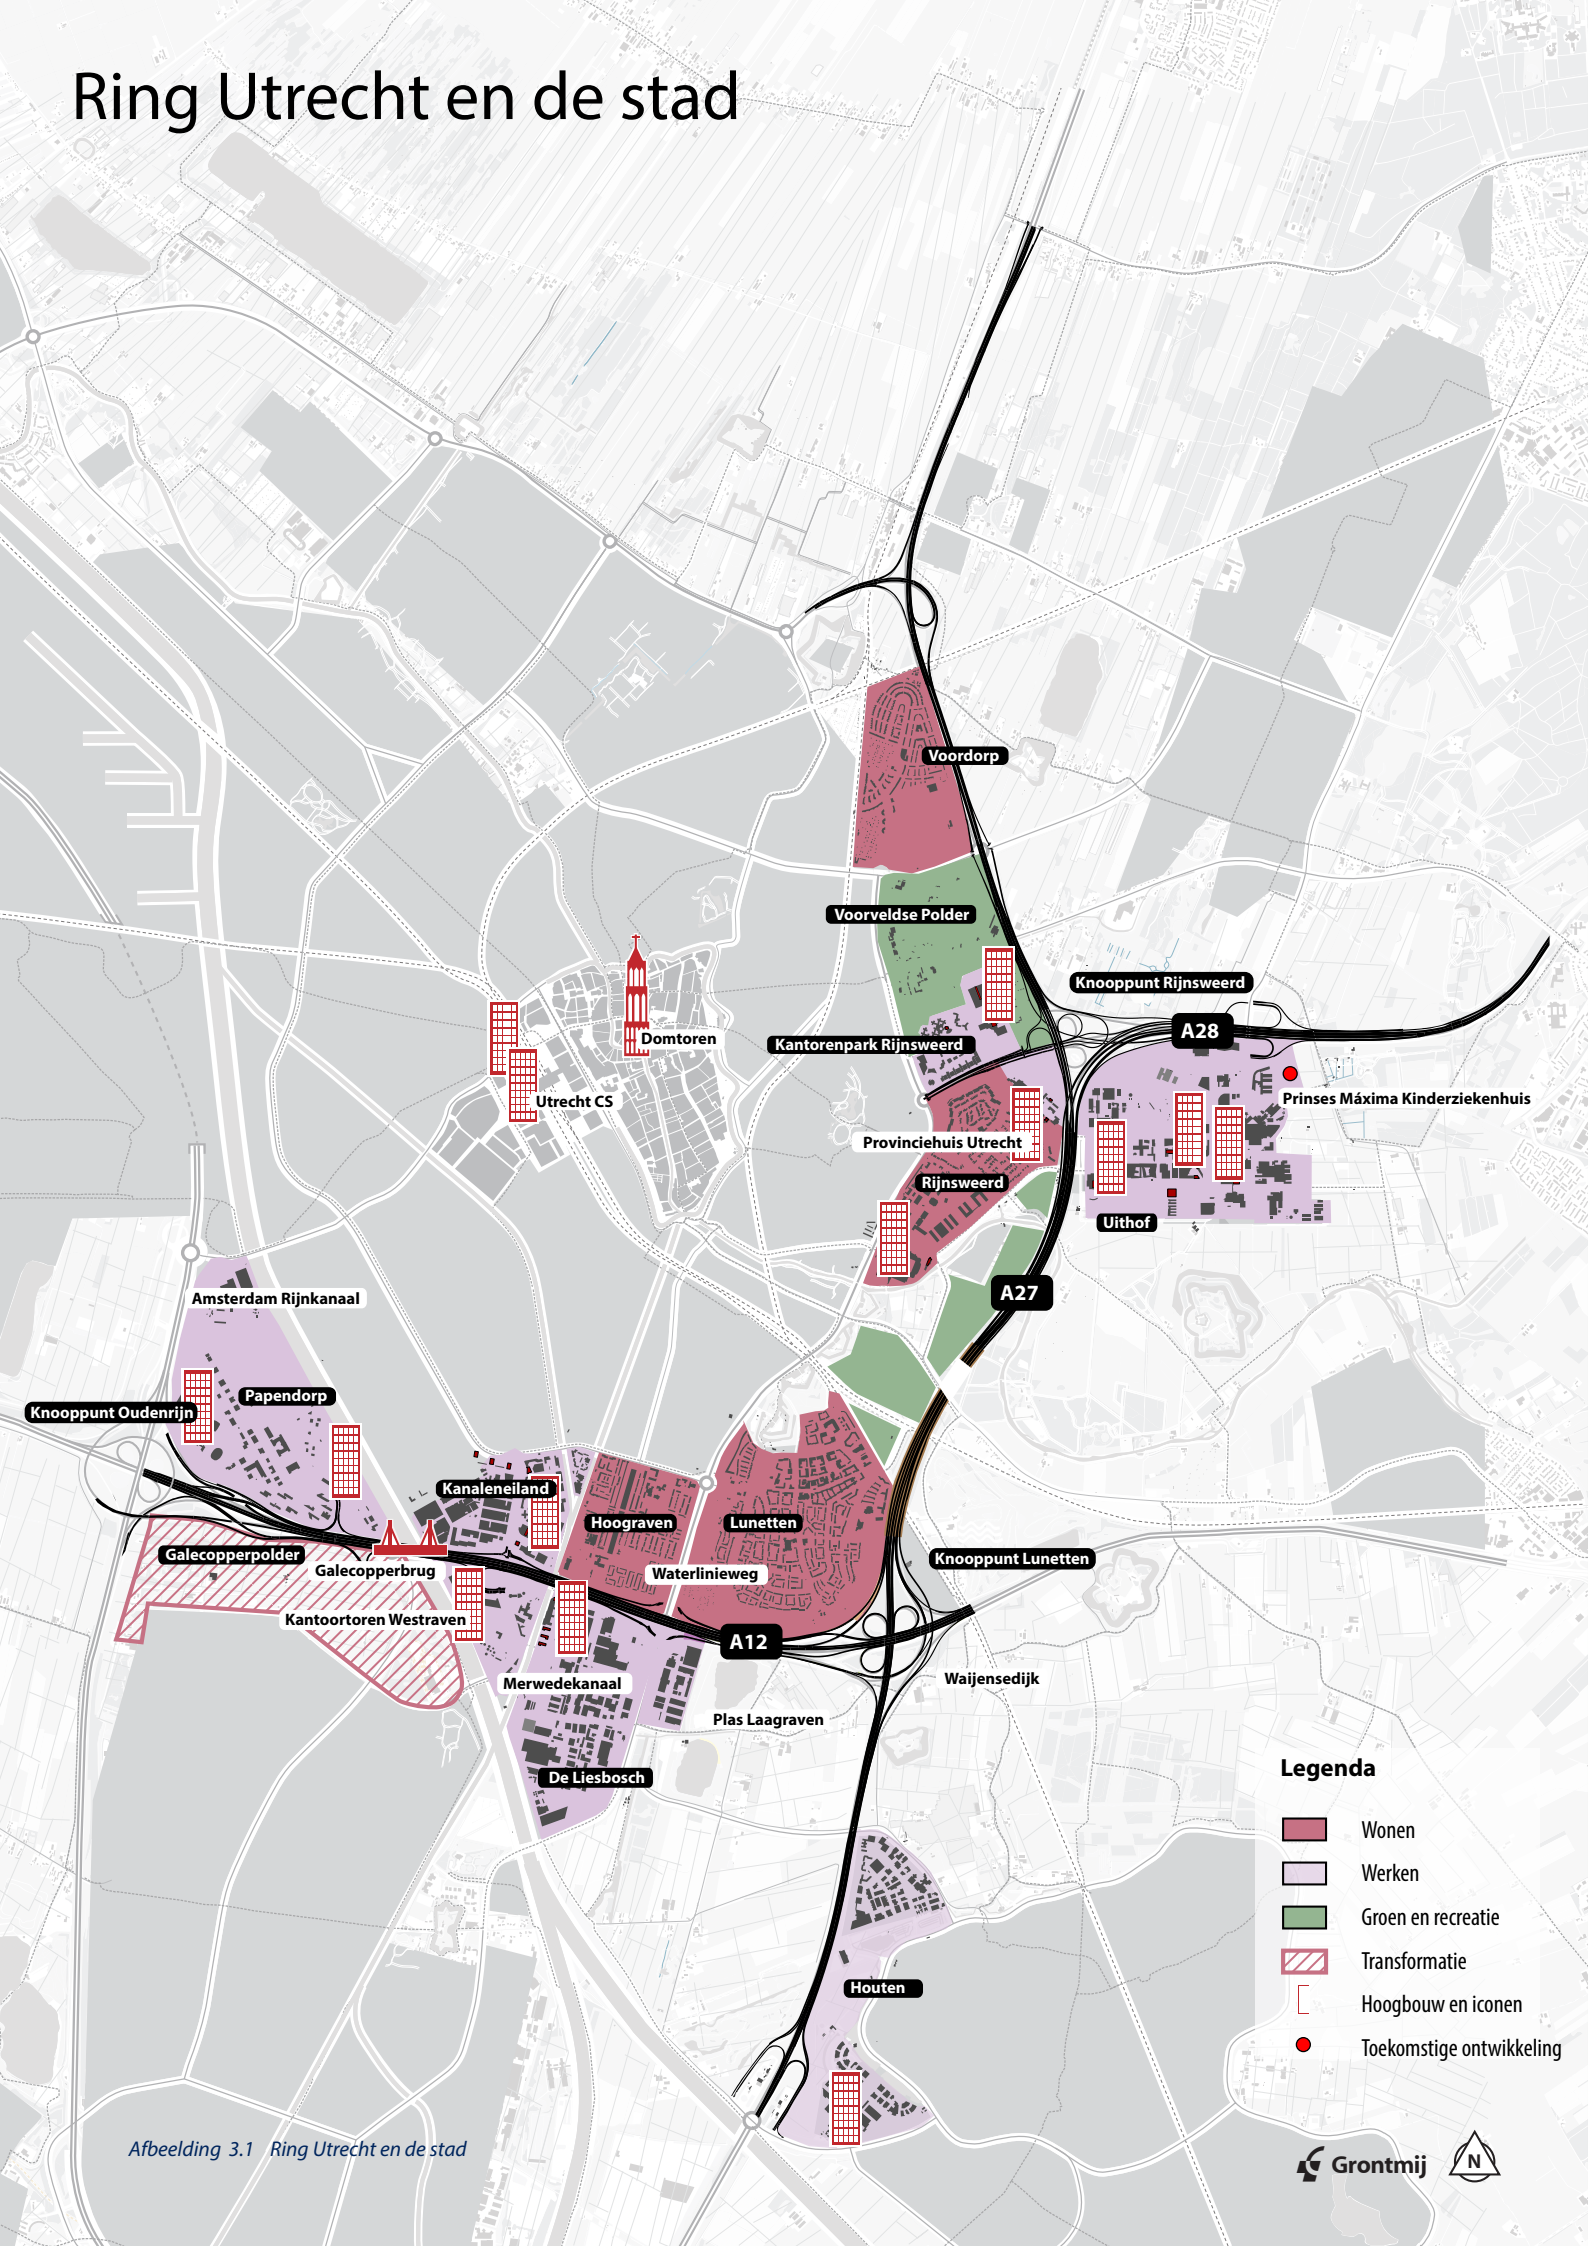 Ring Utrecht en de stad
Voordorp
Voorveldse Polder
Knooppunt Rijnsweerd
A28
Domtoren
Kantorenpark Rijnsweerd
Prinses Máxima Kinderziekenhuis
Utrecht CS
Provinciehuis Utrecht
Rijnsweerd
Uithof
A27
Amsterdam Rijnkanaal
Papendorp
Knooppunt Oudenrijn
Kanaleneiland
Hoograven
Lunetten
Galecopperpolder
Knooppunt Lunetten
Galecopperbrug
Waterlinieweg
Kantoortoren Westraven
A12
Waijensedijk
Merwedekanaal
Plas Laagraven
De Liesbosch
Legenda
Wonen
Werken
Groen en recreatie
Transformatie
Houten
Hoogbouw en iconen
Toekomstige ontwikkeling
Afbeelding 3.1 Ring Utrecht en de stad
Grontmij
N